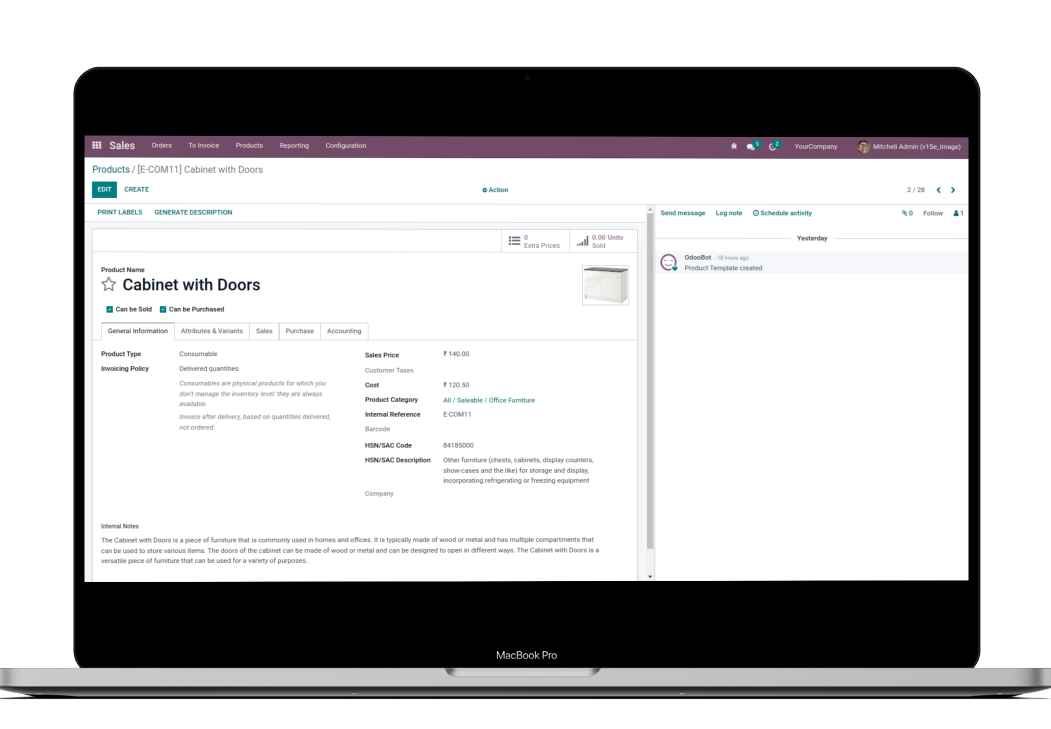 Sales Orders To Invoice Products Reporting Configuration 5 2 YourCompany Mitchell Admin (v15e_image)
Products / [E-COM11] Cabinet with Doors
EDIT CREATE Action 2 / 28
PRINT LABELS GENERATE DESCRIPTION
Send message Log note Schedule activity 0 Follow 1
0
Extra Prices
0.00 Units
Sold
Yesterday
OdooBot - 18 hours ago
Product Template created
Product Name
Cabinet with Doors
Can be Sold Can be Purchased
General Information Attributes & Variants Sales Purchase Accounting
Product Type Consumable
Invoicing Policy Delivered quantities
Consumables are physical products for which you
don't manage the inventory level: they are always
available.
Invoice after delivery, based on quantities delivered,
not ordered.
Sales Price ₹ 140.00
Customer Taxes
Cost ₹ 120.50
Product Category All / Saleable / Office Furniture
Internal Reference E-COM11
Barcode
HSN/SAC Code 84185000
HSN/SAC Description Other furniture (chests, cabinets, display counters,
show-cases and the like) for storage and display,
incorporating refrigerating or freezing equipment
Company
Internal Notes
The Cabinet with Doors is a piece of furniture that is commonly used in homes and offices. It is typically made of wood or metal and has multiple compartments that
can be used to store various items. The doors of the cabinet can be made of wood or metal and can be designed to open in different ways. The Cabinet with Doors is a
versatile piece of furniture that can be used for a variety of purposes.
MacBook Pro